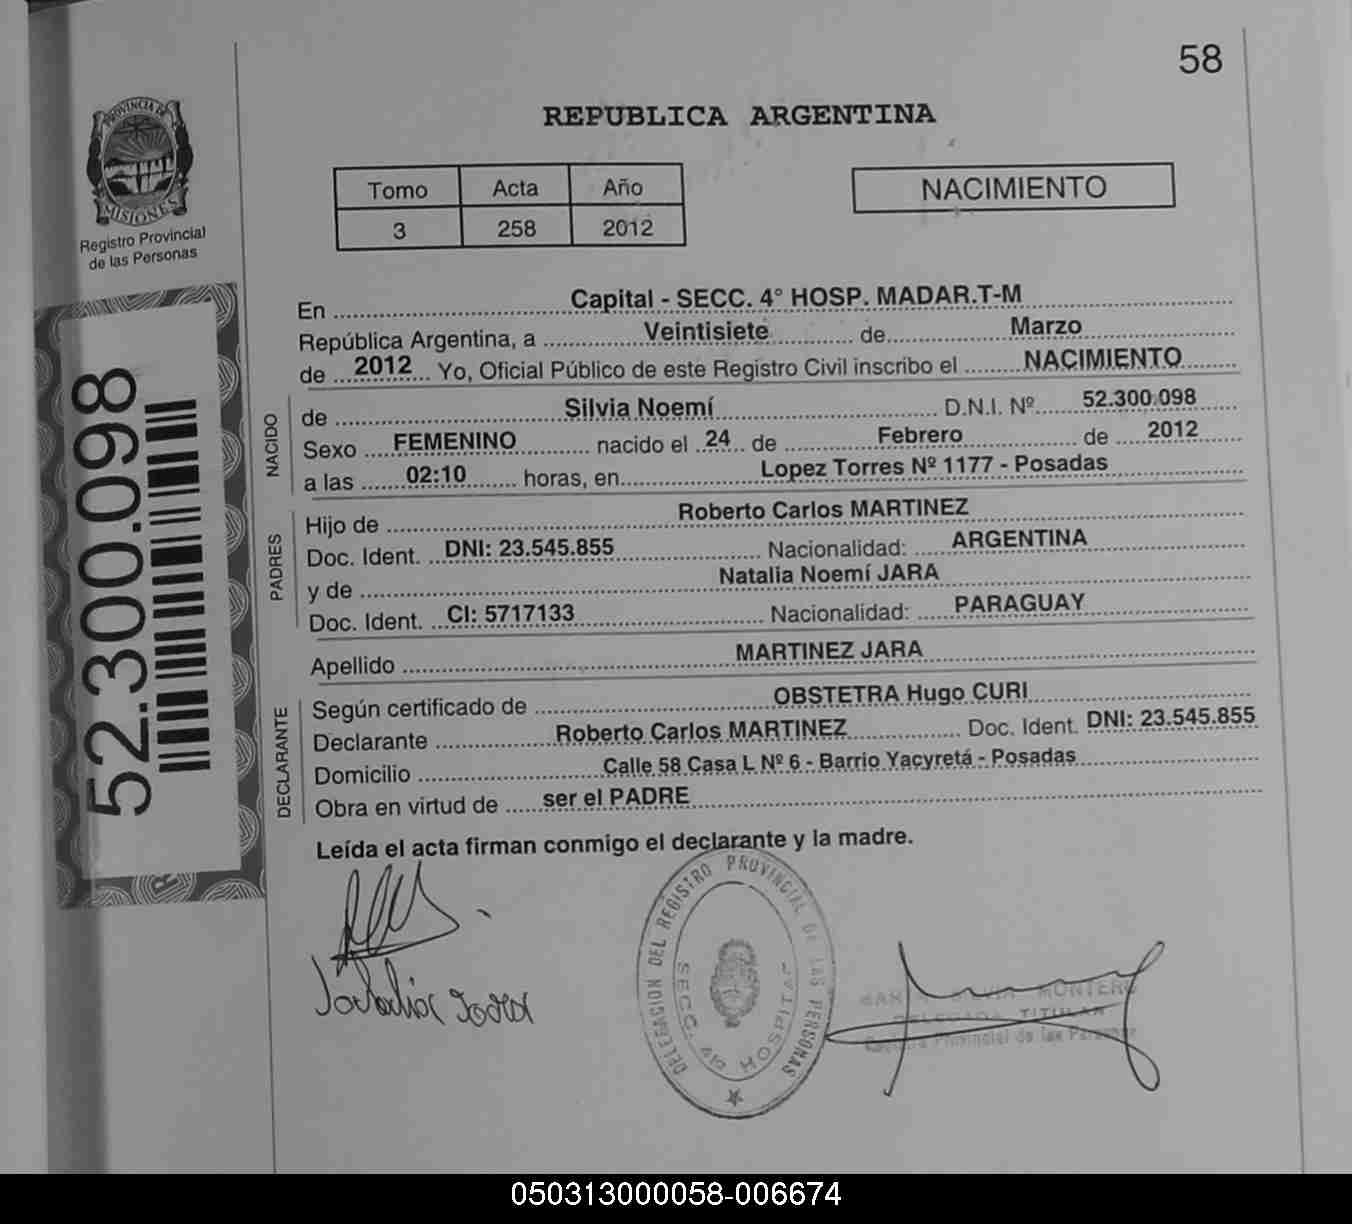 58
REPUBLICA ARGENTINA
PROVINCIA DE
MISIONES
Registro Provincial
de las Personas
Tomo Acta Año
3 258 2012
NACIMIENTO
52.300.098
En Capital - SECC. 4° HOSP. MADAR.T-M
República Argentina, a Veintisiete de Marzo
de 2012 Yo, Oficial Público de este Registro Civil inscribo el NACIMIENTO
NACIDO
de Silvia Noemí D.N.I. Nº 52.300.098
Sexo FEMENINO nacido el 24 de Febrero de 2012
a las 02:10 horas, en Lopez Torres Nº 1177 - Posadas
PADRES
Hijo de Roberto Carlos MARTINEZ
Doc. Ident. DNI: 23.545.855 Nacionalidad: ARGENTINA
y de Natalia Noemí JARA
Doc. Ident. CI: 5717133 Nacionalidad: PARAGUAY
Apellido MARTINEZ JARA
DECLARANTE
Según certificado de OBSTETRA Hugo CURI
Declarante Roberto Carlos MARTINEZ Doc. Ident. DNI: 23.545.855
Domicilio Calle 58 Casa L Nº 6 - Barrio Yacyretá - Posadas
Obra en virtud de ser el PADRE
Leída el acta firman conmigo el declarante y la madre.
DELEGACION DEL REGISTRO PROVINCIAL DE LAS PERSONAS
SECC. 4ta HOSPITAL
SILVIA MONTERO
DELEGADA TITULAR
Provincial de las Personas
050313000058-006674